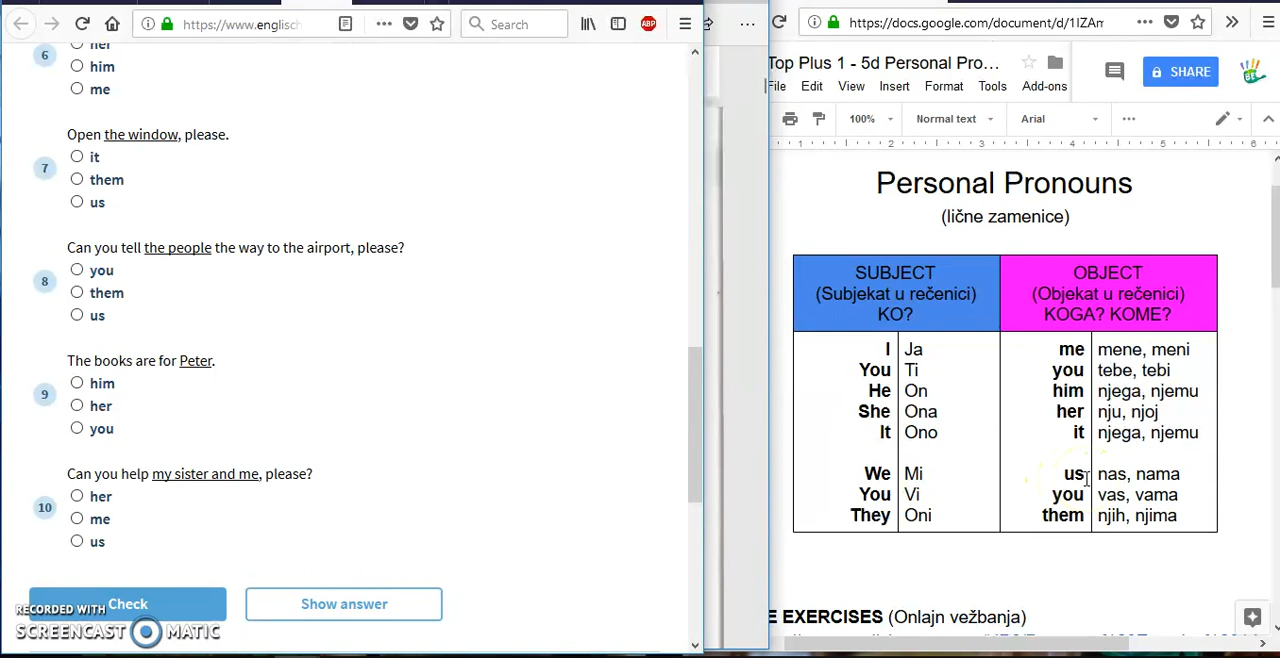 https://www.englisch
Search
ABP
6
her
him
me
Open the window, please.
7
it
them
us
Can you tell the people the way to the airport, please?
8
you
them
us
The books are for Peter.
9
him
her
you
Can you help my sister and me, please?
10
her
me
us
Check
Show answer
RECORDED WITH
SCREENCAST MATIC
https://docs.google.com/document/d/1IZAm
Top Plus 1 - 5d Personal Pro...
SHARE
File Edit View Insert Format Tools Add-ons
100% Normal text Arial
1 2 3 4 5 6
Personal Pronouns
(lične zamenice)
SUBJECT
(Subjekat u rečenici)
KO?
OBJECT
(Objekat u rečenici)
KOGA? KOME?
I Ja me mene, meni
You Ti you tebe, tebi
He On him njega, njemu
She Ona her nju, njoj
It Ono it njega, njemu
We Mi us nas, nama
You Vi you vas, vama
They Oni them njih, njima
E EXERCISES (Onlajn vežbanja)